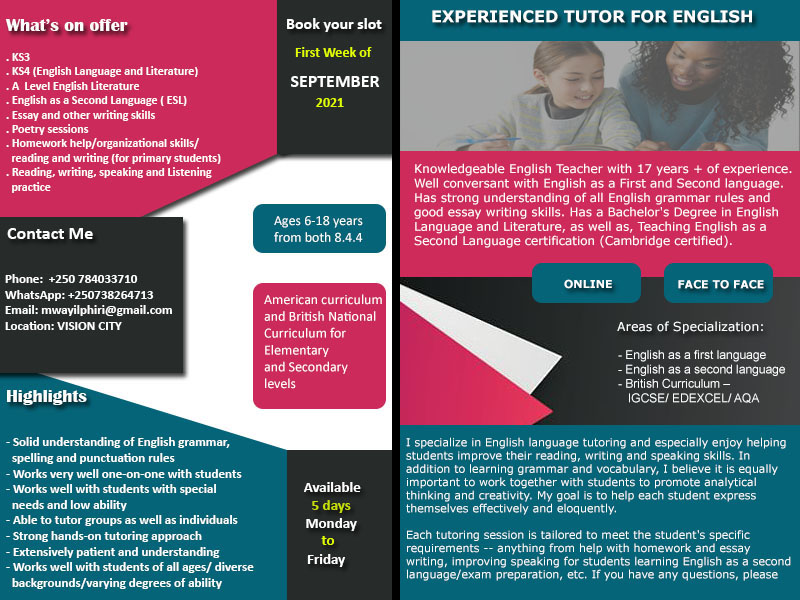 What's on offer
. KS3
. KS4 (English Language and Literature)
. A Level English Literature
. English as a Second Language ( ESL)
. Essay and other writing skills
. Poetry sessions
. Homework help/organizational skills/
reading and writing (for primary students)
. Reading, writing, speaking and Listening
practice
Book your slot
First Week of
SEPTEMBER
2021
Ages 6-18 years
from both 8.4.4
Contact Me
Phone: +250 784033710
WhatsApp: +250738264713
Email: mwayilphiri@gmail.com
Location: VISION CITY
American curriculum
and British National
Curriculum for
Elementary
and Secondary
levels
Highlights
- Solid understanding of English grammar,
spelling and punctuation rules
- Works very well one-on-one with students
- Works well with students with special
needs and low ability
- Able to tutor groups as well as individuals
- Strong hands-on tutoring approach
- Extensively patient and understanding
- Works well with students of all ages/ diverse
backgrounds/varying degrees of ability
Available
5 days
Monday
to
Friday
EXPERIENCED TUTOR FOR ENGLISH
Knowledgeable English Teacher with 17 years + of experience.
Well conversant with English as a First and Second language.
Has strong understanding of all English grammar rules and
good essay writing skills. Has a Bachelor's Degree in English
Language and Literature, as well as, Teaching English as a
Second Language certification (Cambridge certified).
ONLINE
FACE TO FACE
Areas of Specialization:
- English as a first language
- English as a second language
- British Curriculum –
IGCSE/ EDEXCEL/ AQA
I specialize in English language tutoring and especially enjoy helping
students improve their reading, writing and speaking skills. In
addition to learning grammar and vocabulary, I believe it is equally
important to work together with students to promote analytical
thinking and creativity. My goal is to help each student express
themselves effectively and eloquently.
Each tutoring session is tailored to meet the student's specific
requirements -- anything from help with homework and essay
writing, improving speaking for students learning English as a second
language/exam preparation, etc. If you have any questions, please